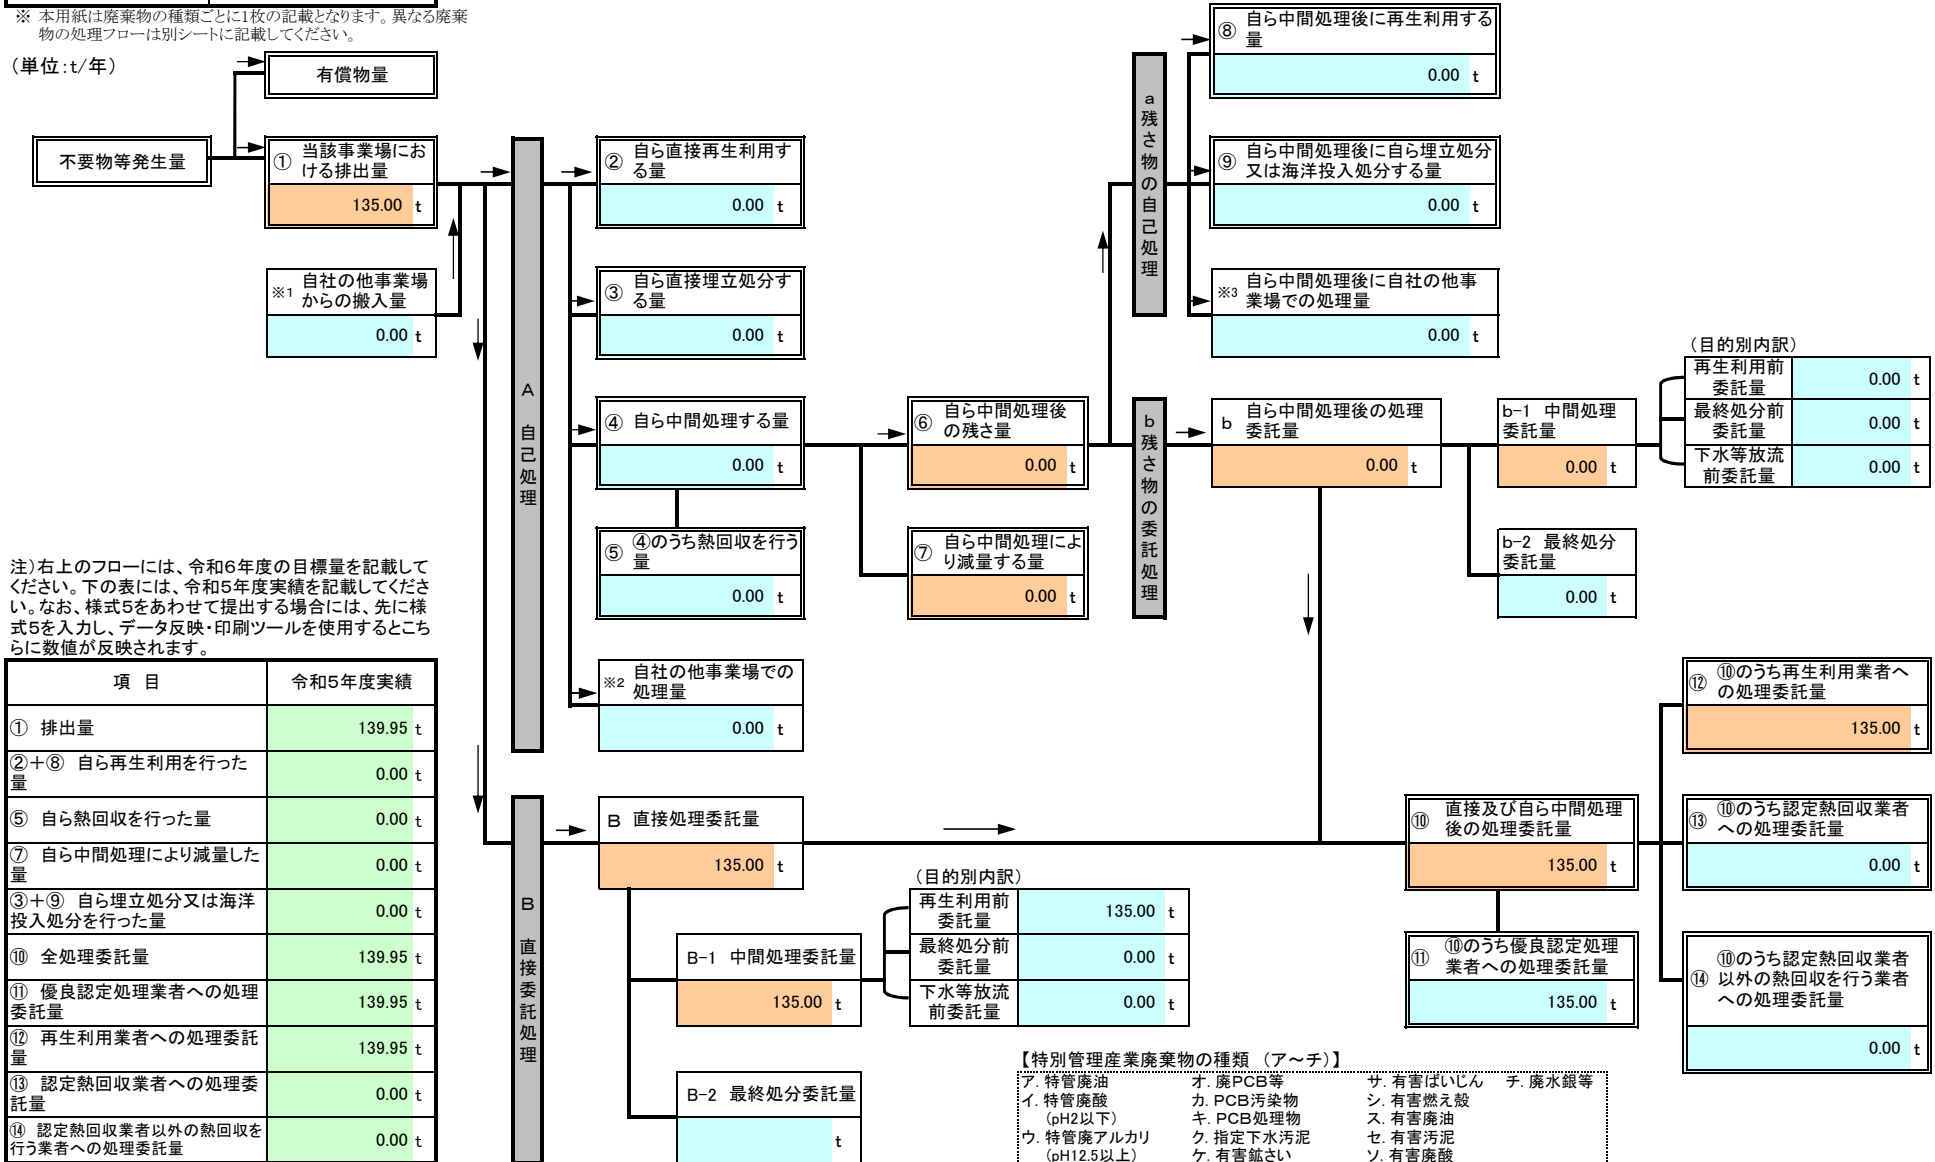 ※ 本用紙は廃棄物の種類ごとに1枚の記載となります。異なる廃棄
物の処理フローは別シートに記載してください。
（単位:t/年）
有償物量
不要物等発生量
① 当該事業場にお
ける排出量
135.00 t
※1 自社の他事業場
からの搬入量
0.00 t
A 自己処理
② 自ら直接再生利用す
る量
0.00 t
③ 自ら直接埋立処分す
る量
0.00 t
④ 自ら中間処理する量
0.00 t
⑤ ④のうち熱回収を行う
量
0.00 t
※2 自社の他事業場での
処理量
0.00 t
⑥ 自ら中間処理後
の残さ量
0.00 t
⑦ 自ら中間処理によ
り減量する量
0.00 t
a残さ物の自己処理
⑧ 自ら中間処理後に再生利用する
量
0.00 t
⑨ 自ら中間処理後に自ら埋立処分
又は海洋投入処分する量
0.00 t
※3 自ら中間処理後に自社の他事
業場での処理量
0.00 t
b残さ物の委託処理
b 自ら中間処理後の処理
委託量
0.00 t
b-1 中間処理
委託量
0.00 t
b-2 最終処分
委託量
0.00 t
（目的別内訳）
再生利用前
委託量
0.00 t
最終処分前
委託量
0.00 t
下水等放流
前委託量
0.00 t
注）右上のフローには、令和6年度の目標量を記載して
ください。下の表には、令和5年度実績を記載してくださ
い。なお、様式5をあわせて提出する場合には、先に様
式5を入力し、データ反映・印刷ツールを使用するとこち
らに数値が反映されます。
項 目 令和5年度実績
① 排出量 139.95 t
②＋⑧ 自ら再生利用を行った
量 0.00 t
⑤ 自ら熱回収を行った量 0.00 t
⑦ 自ら中間処理により減量した
量 0.00 t
③＋⑨ 自ら埋立処分又は海洋
投入処分を行った量 0.00 t
⑩ 全処理委託量 139.95 t
⑪ 優良認定処理業者への処理
委託量 139.95 t
⑫ 再生利用業者への処理委託
量 139.95 t
⑬ 認定熱回収業者への処理委
託量 0.00 t
⑭ 認定熱回収業者以外の熱回収を
行う業者への処理委託量 0.00 t
B 直接委託処理
B 直接処理委託量
135.00 t
B-1 中間処理委託量
135.00 t
B-2 最終処分委託量
t
（目的別内訳）
再生利用前
委託量
135.00 t
最終処分前
委託量
0.00 t
下水等放流
前委託量
0.00 t
⑩ 直接及び自ら中間処理
後の処理委託量
135.00 t
⑪ ⑩のうち優良認定処理
業者への処理委託量
135.00 t
⑫ ⑩のうち再生利用業者へ
の処理委託量
135.00 t
⑬ ⑩のうち認定熱回収業者
への処理委託量
0.00 t
⑭ ⑩のうち認定熱回収業者
以外の熱回収を行う業者
への処理委託量
0.00 t
【特別管理産業廃棄物の種類 （ア～チ）】
ア. 特管廃油 オ. 廃PCB等 サ. 有害ばいじん チ. 廃水銀等
イ. 特管廃酸 カ. PCB汚染物 シ. 有害燃え殻
(pH2以下) キ. PCB処理物 ス. 有害廃油
ウ. 特管廃アルカリ ク. 指定下水汚泥 セ. 有害汚泥
(pH12.5以上) ケ. 有害鉱さい ソ. 有害廃酸